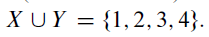 X ∪ Y = {1, 2, 3, 4}.